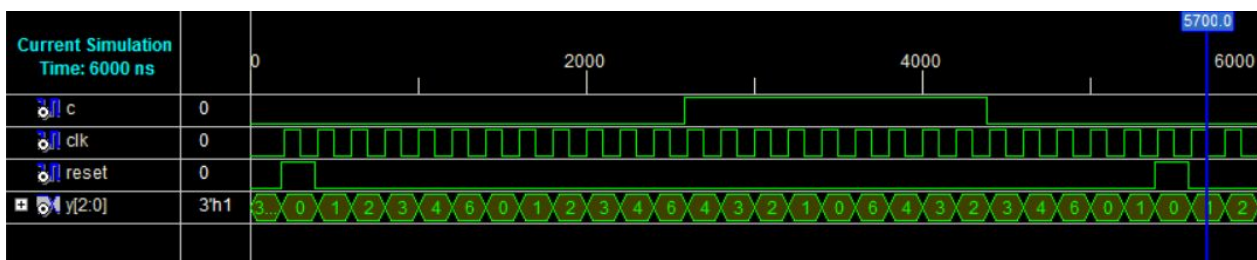 5700.0
Current Simulation
Time: 6000 ns
0 2000 4000 6000
c 0
clk 0
reset 0
y[2:0] 3'h1 3... 0 1 2 3 4 6 0 1 2 3 4 6 4 3 2 1 0 6 4 3 2 3 4 6 0 1 0 1 2